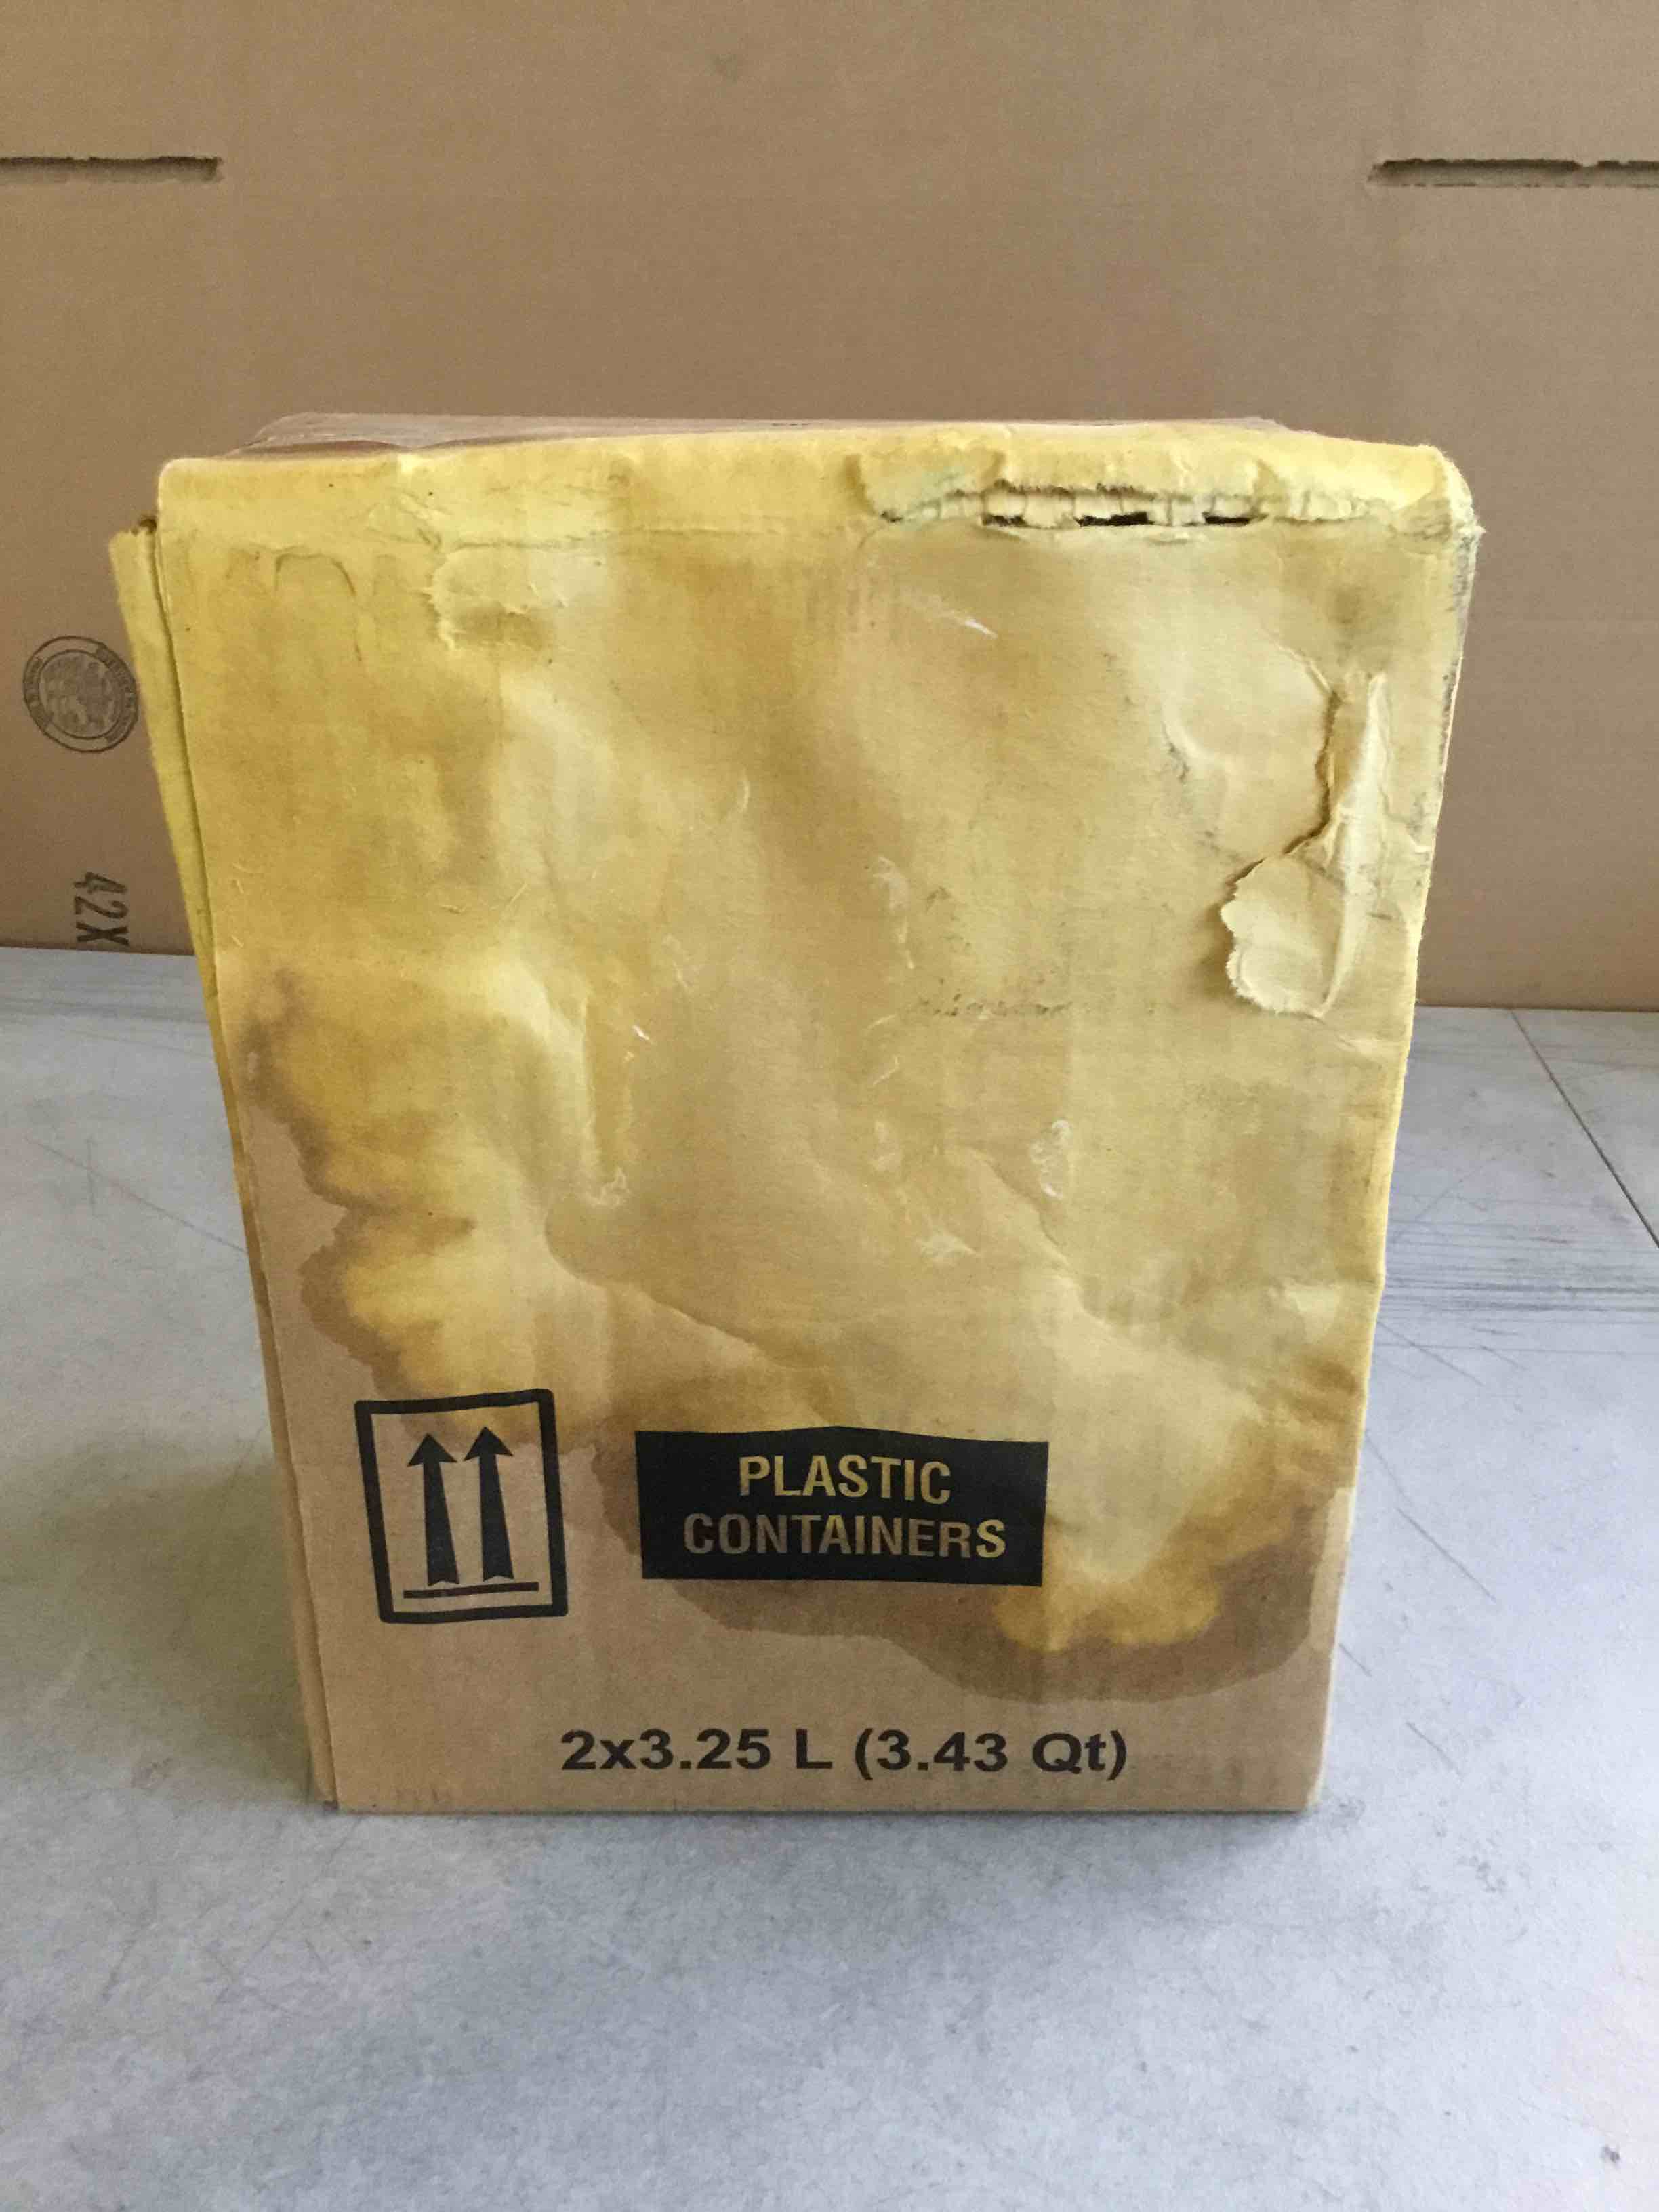 42X
PLASTIC
CONTAINERS
2x3.25 L (3.43 Qt)